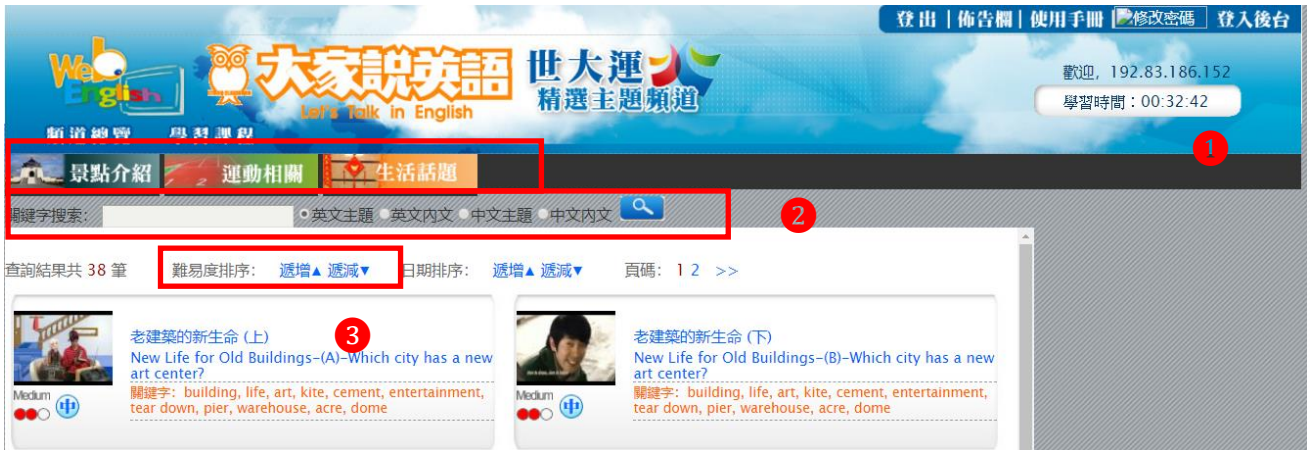 登出 | 佈告欄 | 使用手冊 | 修改密碼 登入後台
Web English
大家說英語
Let's Talk in English
世大運
精選主題頻道
歡迎, 192.83.186.152
學習時間：00:32:42
頻道總覽 學習課程
1
景點介紹 運動相關 生活話題
關鍵字搜索： 英文主題 英文內文 中文主題 中文內文
2
查詢結果共 38 筆 難易度排序： 遞增▲ 遞減▼ 日期排序： 遞增▲ 遞減▼ 頁碼： 1 2 >>
3
老建築的新生命 (上)
New Life for Old Buildings-(A)-Which city has a new
art center?
關鍵字：building, life, art, kite, cement, entertainment,
tear down, pier, warehouse, acre, dome
Medium
中
老建築的新生命 (下)
New Life for Old Buildings-(B)-Which city has a new
art center?
關鍵字：building, life, art, kite, cement, entertainment,
tear down, pier, warehouse, acre, dome
Medium
中